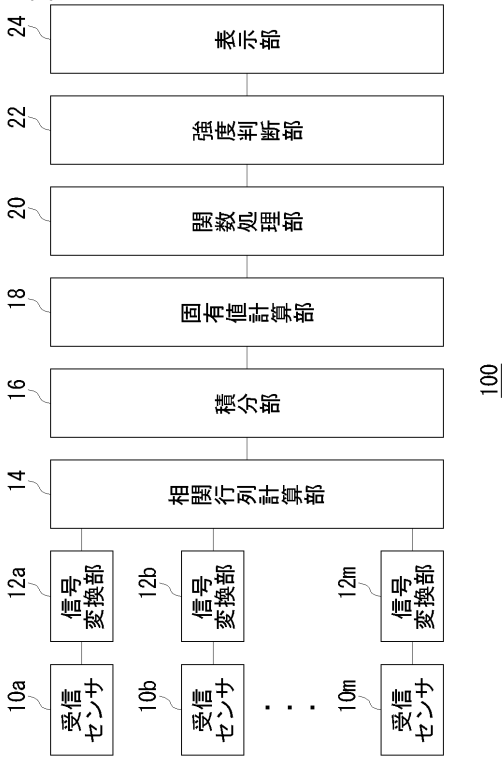 24
表示部
22
強度判断部
20
関数処理部
18
固有値計算部
16
積分部
14
相関行列計算部
12a
信号
変換部
12b
信号
変換部
12m
信号
変換部
10a
受信
センサ
10b
受信
センサ
・・・
10m
受信
センサ
100